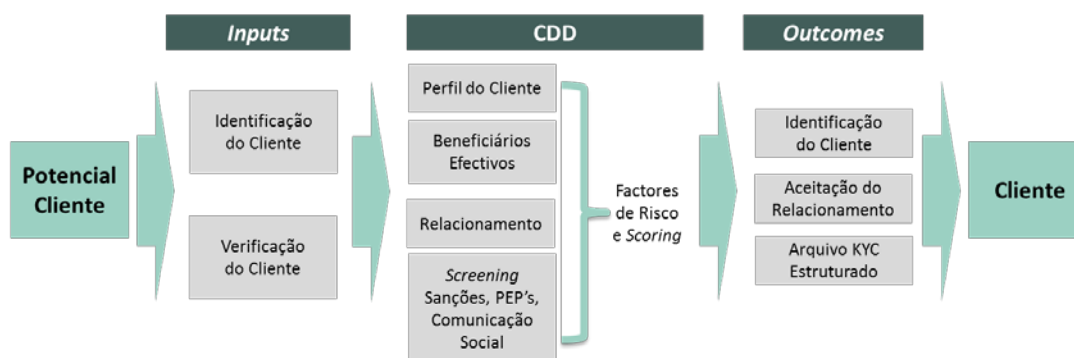 Inputs
CDD
Outcomes
Potencial
Cliente
Identificação
do Cliente
Verificação
do Cliente
Perfil do Cliente
Beneficiários
Efectivos
Relacionamento
Screening
Sanções, PEP's,
Comunicação
Social
Factores
de Risco
e Scoring
Identificação
do Cliente
Aceitação do
Relacionamento
Arquivo KYC
Estruturado
Cliente